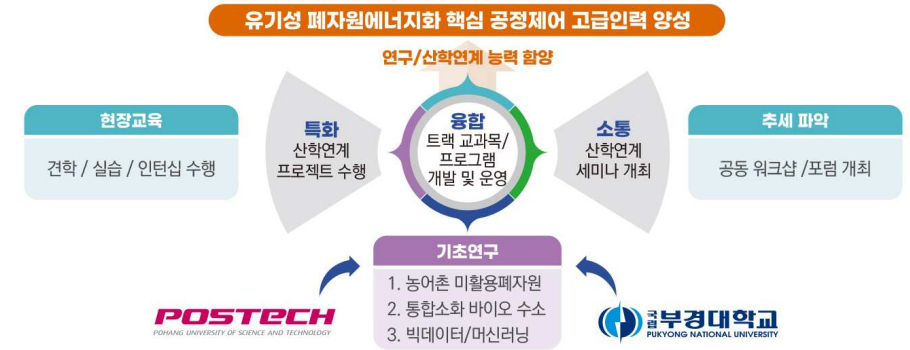 유기성 폐자원에너지화 핵심 공정제어 고급인력 양성
연구/산학연계 능력 함양
현장교육
견학 / 실습 / 인턴십 수행
특화
산학연계
프로젝트 수행
융합
트랙 교과목/
프로그램
개발 및 운영
소통
산학연계
세미나 개최
추세 파악
공동 워크샵 /포럼 개최
기초연구
1. 농어촌 미활용폐자원
2. 통합소화 바이오 수소
3. 빅데이터/머신러닝
POSTECH
POHANG UNIVERSITY OF SCIENCE AND TECHNOLOGY
국립부경대학교
PUKYONG NATIONAL UNIVERSITY